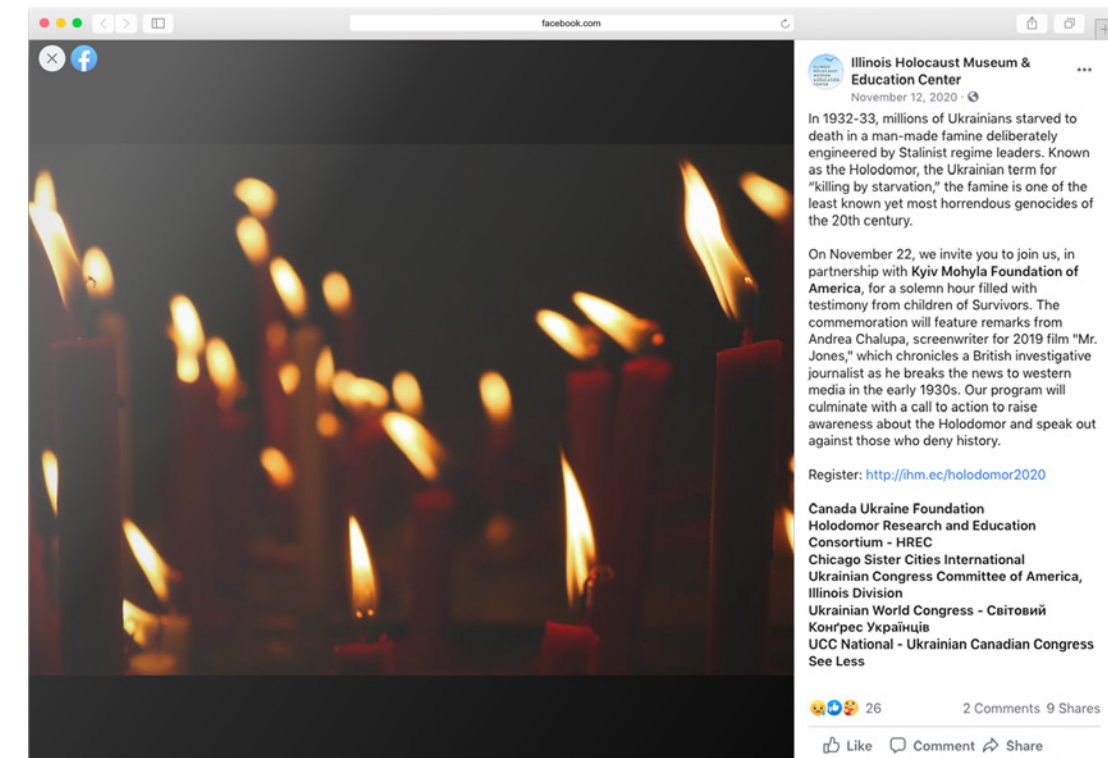 facebook.com
Illinois Holocaust Museum &
Education Center
November 12, 2020 ·
In 1932-33, millions of Ukrainians starved to
death in a man-made famine deliberately
engineered by Stalinist regime leaders. Known
as the Holodomor, the Ukrainian term for
“killing by starvation,” the famine is one of the
least known yet most horrendous genocides of
the 20th century.
On November 22, we invite you to join us, in
partnership with Kyiv Mohyla Foundation of
America, for a solemn hour filled with
testimony from children of Survivors. The
commemoration will feature remarks from
Andrea Chalupa, screenwriter for 2019 film "Mr.
Jones," which chronicles a British investigative
journalist as he breaks the news to western
media in the early 1930s. Our program will
culminate with a call to action to raise
awareness about the Holodomor and speak out
against those who deny history.
Register: http://ihm.ec/holodomor2020
Canada Ukraine Foundation
Holodomor Research and Education
Consortium - HREC
Chicago Sister Cities International
Ukrainian Congress Committee of America,
Illinois Division
Ukrainian World Congress - Світовий
Конґрес Українців
UCC National - Ukrainian Canadian Congress
See Less
26
2 Comments 9 Shares
Like Comment Share